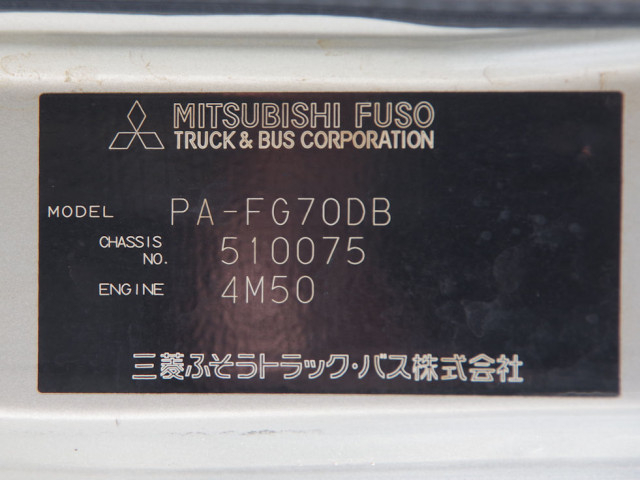 MITSUBISHI FUSO
TRUCK & BUS CORPORATION
MODEL PA-FG70DB
CHASSIS NO. 510075
ENGINE 4M50
三菱ふそうトラック・バス株式会社